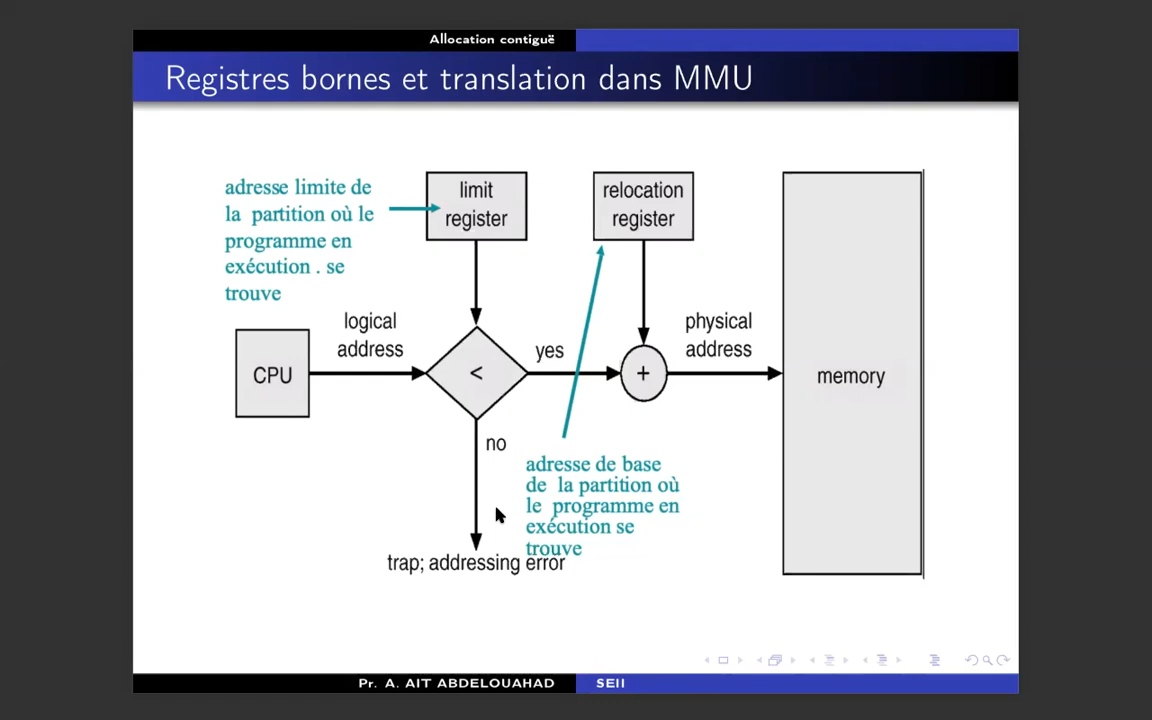 Allocation contiguë
Registres bornes et translation dans MMU
adresse limite de
la partition où le
programme en
exécution . se
trouve
limit
register
relocation
register
logical
address
CPU
<
yes
+
physical
address
memory
no
adresse de base
de la partition où
le programme en
exécution se
trouve
trap; addressing error
Pr. A. AIT ABDELOUAHAD
SEII